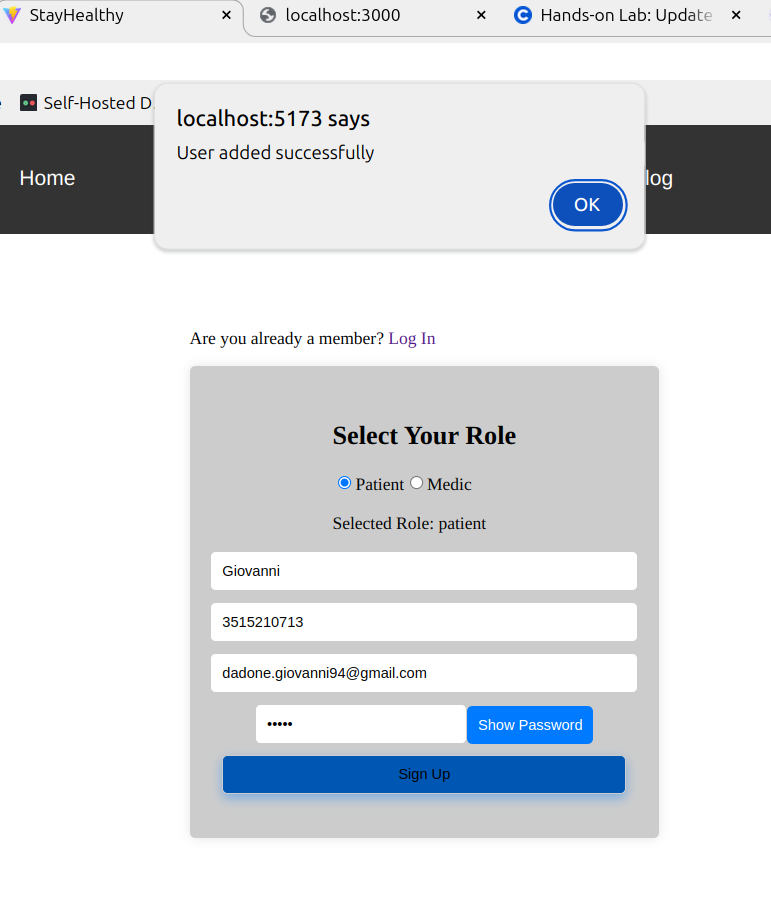 StayHealthy × localhost:3000 × Hands-on Lab: Update ×
Self-Hosted D
localhost:5173 says
User added successfully
OK
Home log
Are you already a member? Log In
Select Your Role
Patient Medic
Selected Role: patient
Giovanni
3515210713
dadone.giovanni94@gmail.com
••••• Show Password
Sign Up